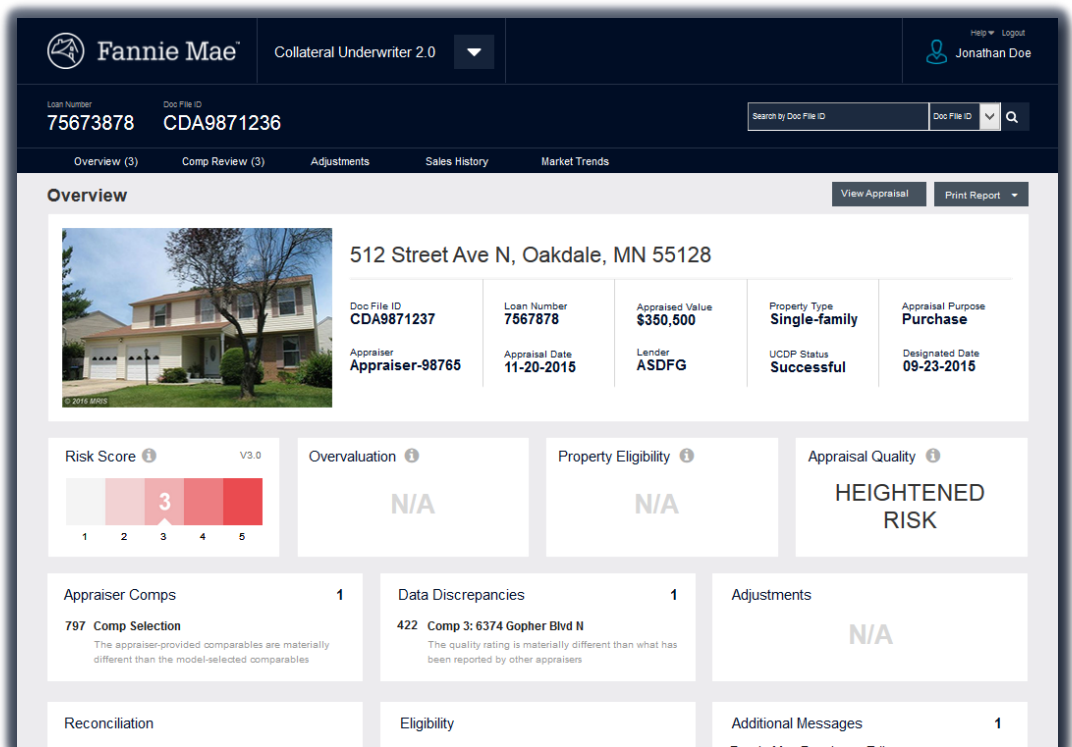 Fannie Mae
Collateral Underwriter 2.0
Help Logout
Jonathan Doe
Loan Number
75673878
Doc File ID
CDA9871236
Search by Doc File ID
Doc File ID
Overview (3)
Comp Review (3)
Adjustments
Sales History
Market Trends
Overview
View Appraisal
Print Report
512 Street Ave N, Oakdale, MN 55128
Doc File ID
CDA9871237
Loan Number
7567878
Appraised Value
$350,500
Property Type
Single-family
Appraisal Purpose
Purchase
Appraiser
Appraiser-98765
Appraisal Date
11-20-2015
Lender
ASDFG
UCDP Status
Successful
Designated Date
09-23-2015
© 2016 MRIS
Risk Score
V3.0
3
1 2 3 4 5
Overvaluation
N/A
Property Eligibility
N/A
Appraisal Quality
HEIGHTENED
RISK
Appraiser Comps 1
797 Comp Selection
The appraiser-provided comparables are materially
different than the model-selected comparables
Data Discrepancies 1
422 Comp 3: 6374 Gopher Blvd N
The quality rating is materially different than what has
been reported by other appraisers
Adjustments
N/A
Reconciliation
Eligibility
Additional Messages 1